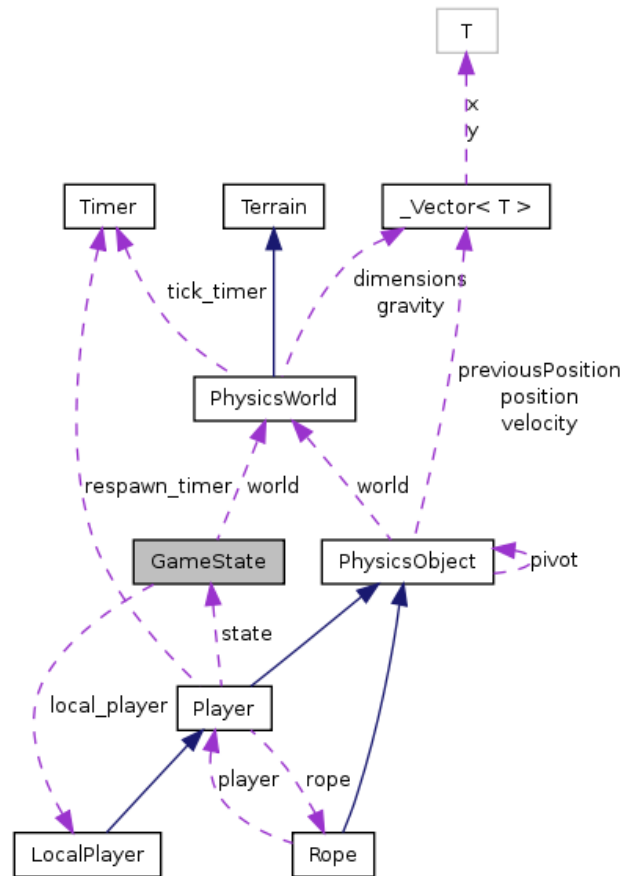 T
x
y
Timer
Terrain
_Vector< T >
tick_timer
dimensions
gravity
PhysicsWorld
previousPosition
position
velocity
respawn_timer
world
world
GameState
PhysicsObject
pivot
state
local_player
Player
player
rope
LocalPlayer
Rope